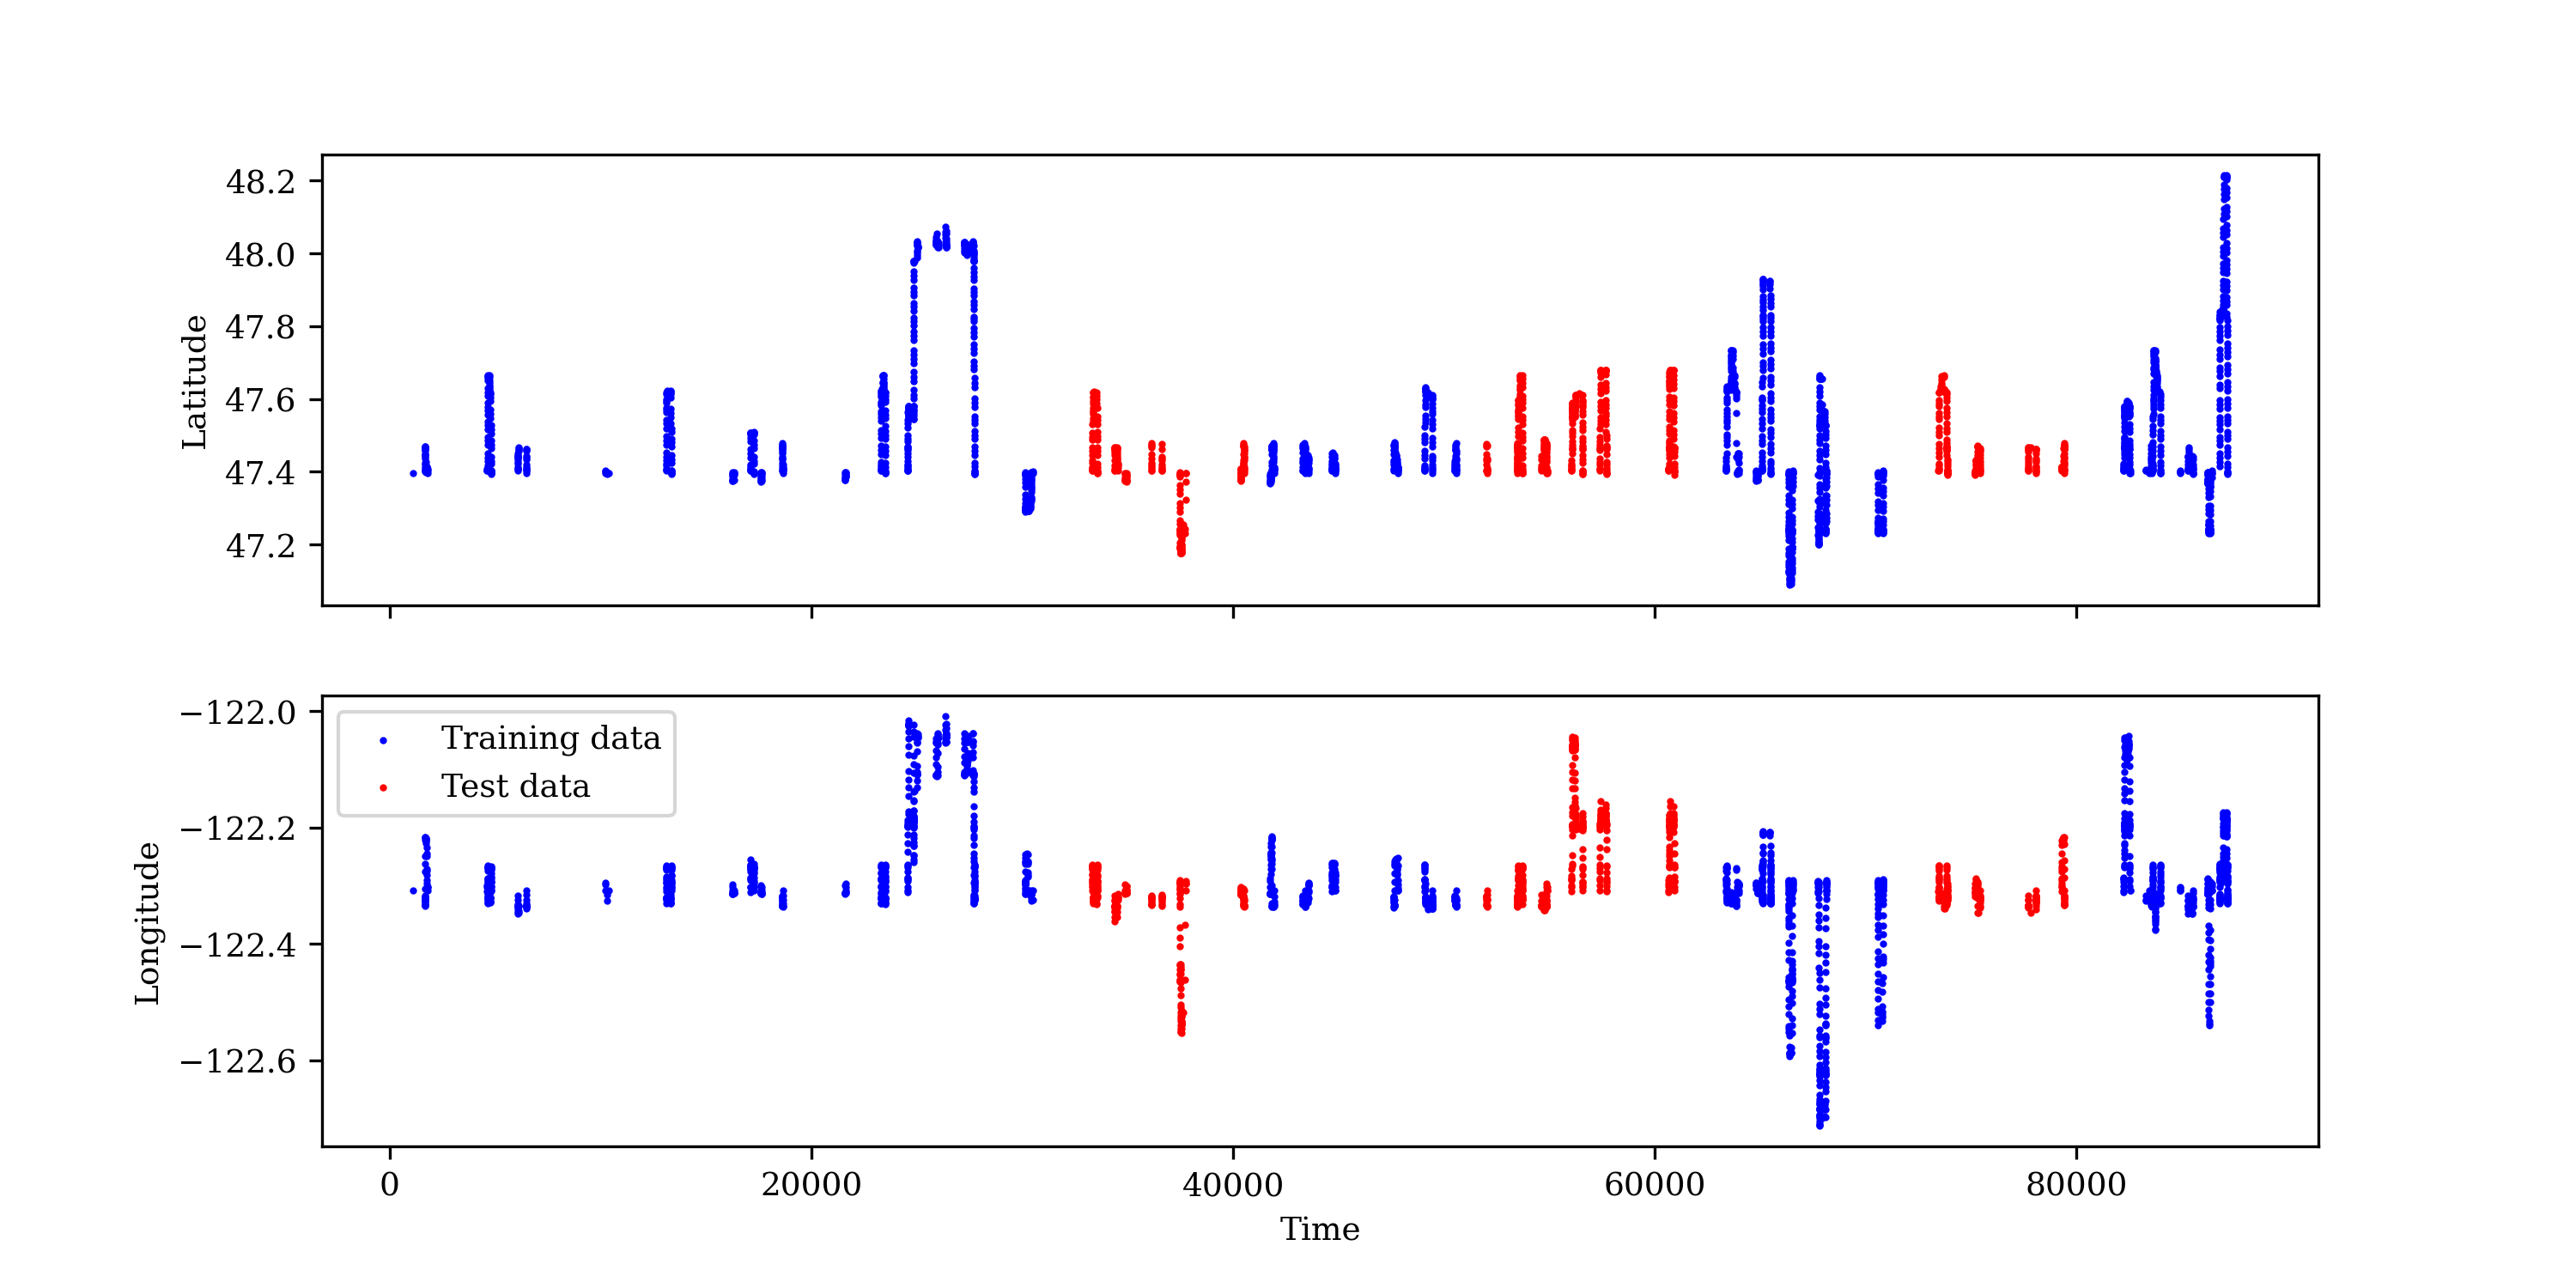 48.2
48.0
47.8
47.6
47.4
47.2
Latitude
−122.0
−122.2
−122.4
−122.6
Longitude
Training data
Test data
0 20000 40000 60000 80000
Time